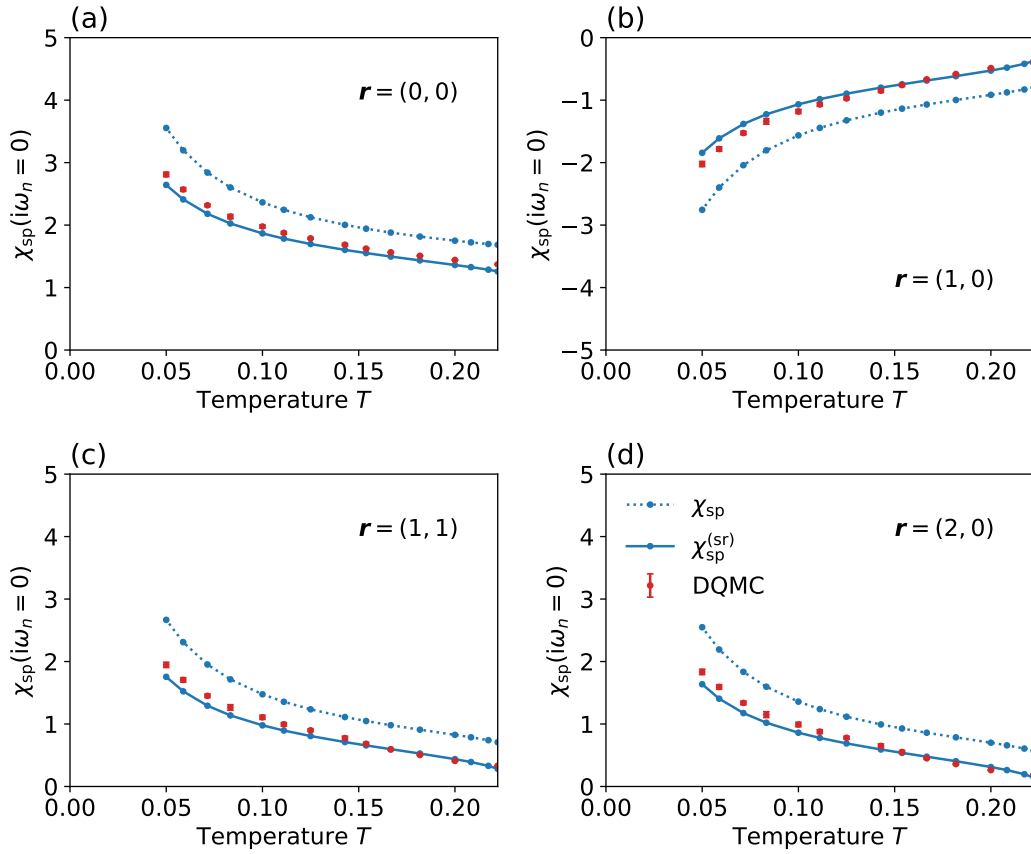 (a)
r = (0, 0)
χsp(iωn = 0)
5
4
3
2
1
0
0.00 0.05 0.10 0.15 0.20
Temperature T
(b)
r = (1, 0)
χsp(iωn = 0)
0
−1
−2
−3
−4
−5
0.00 0.05 0.10 0.15 0.20
Temperature T
(c)
r = (1, 1)
χsp(iωn = 0)
5
4
3
2
1
0
0.00 0.05 0.10 0.15 0.20
Temperature T
(d)
χsp
χsp(sr)
DQMC
r = (2, 0)
χsp(iωn = 0)
5
4
3
2
1
0
0.00 0.05 0.10 0.15 0.20
Temperature T